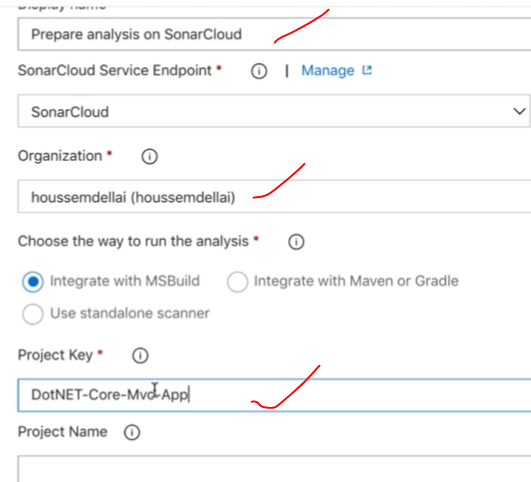 Display name
Prepare analysis on SonarCloud
SonarCloud Service Endpoint * | Manage
SonarCloud
Organization *
houssemdellai (houssemdellai)
Choose the way to run the analysis *
Integrate with MSBuild Integrate with Maven or Gradle
Use standalone scanner
Project Key *
DotNET-Core-Mvc-App
Project Name